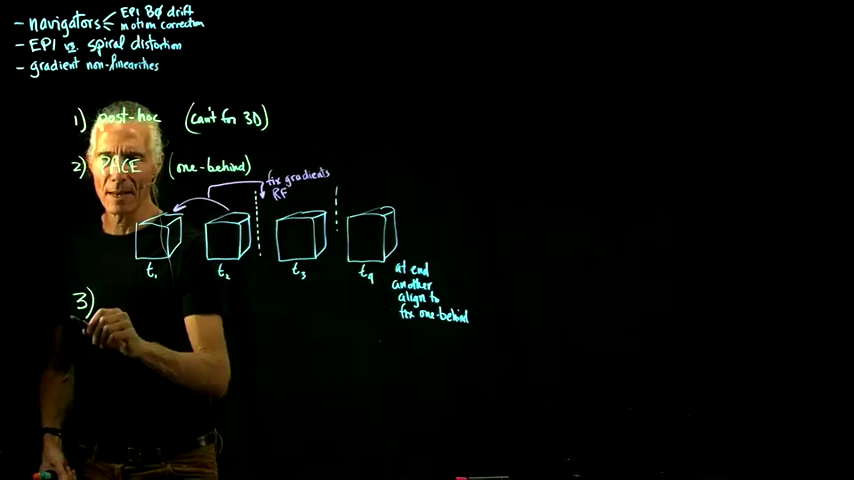 - navigators < EPI BØ drift
motion correction
- EPI vs. spiral distortion
- gradient non-linearities
1) post-hoc (can't for 3D)
2) PACE (one-behind)
fix gradients
RF
t₁ t₂ t₃ t₄
at end
another
align to
fix one-behind
3)